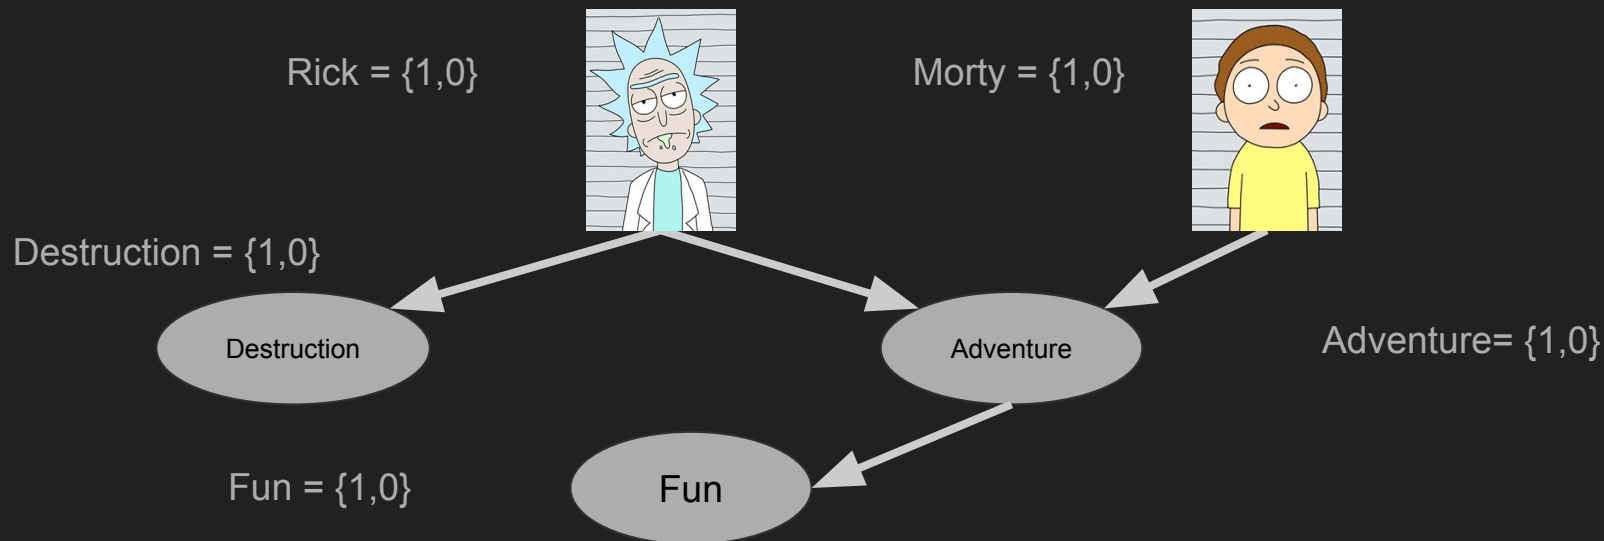 Rick = {1,0}
Morty = {1,0}
Destruction = {1,0}
Destruction
Adventure
Adventure= {1,0}
Fun = {1,0}
Fun